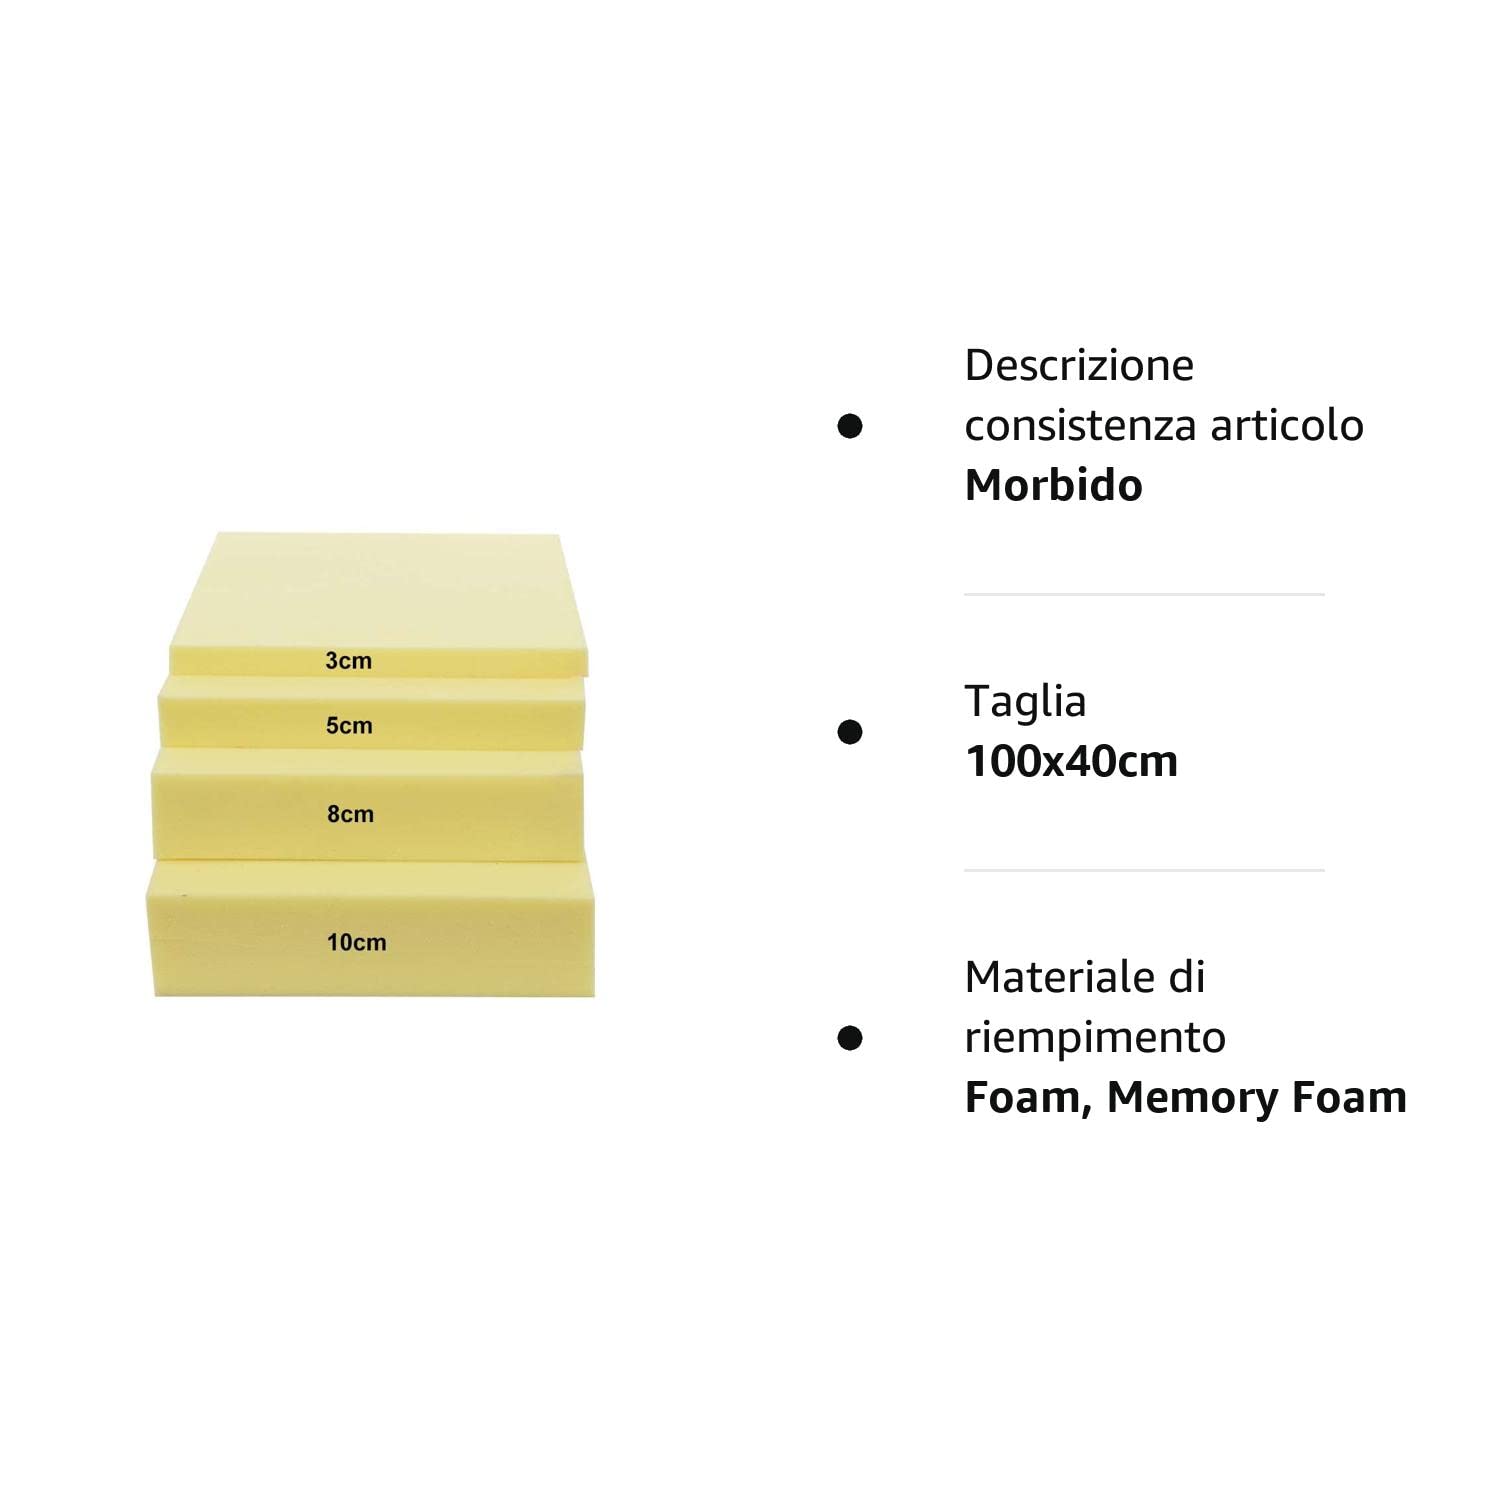 3cm
5cm
8cm
10cm
Descrizione
consistenza articolo
Morbido
Taglia
100x40cm
Materiale di
riempimento
Foam, Memory Foam